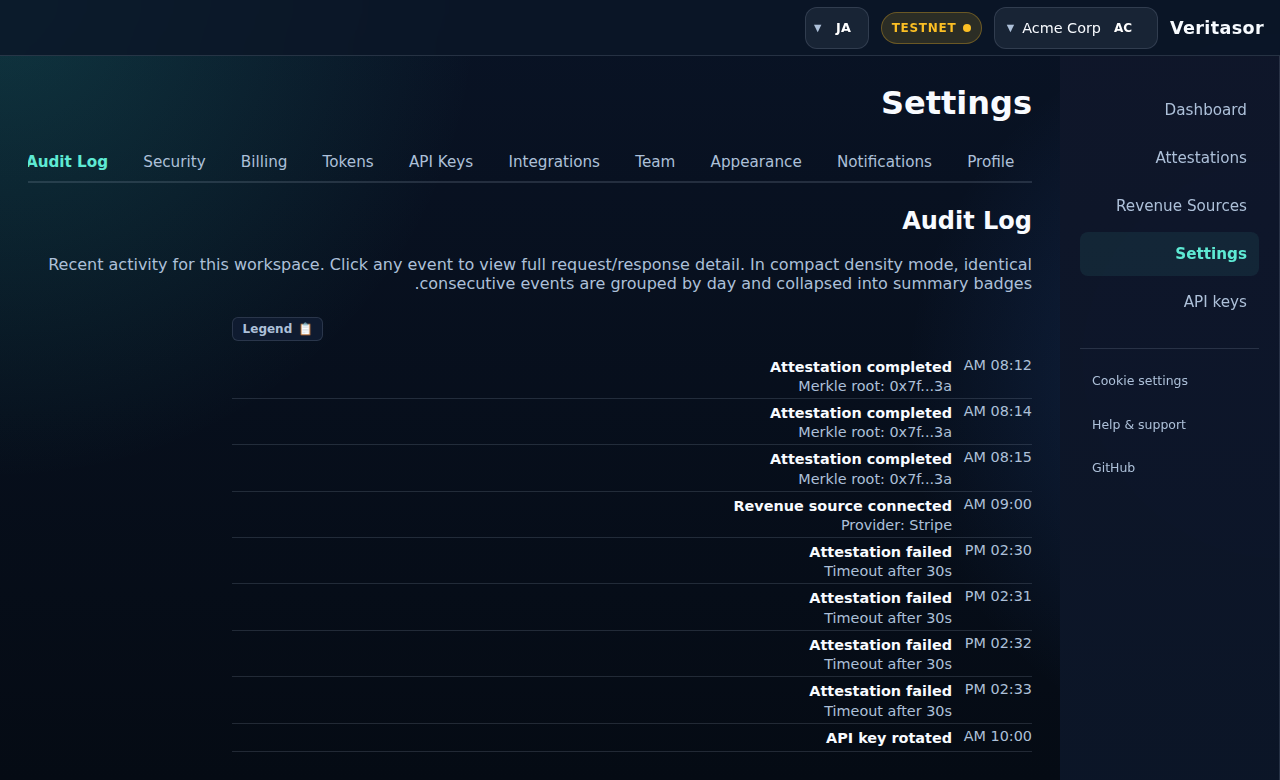 Veritasor
Acme Corp AC ▼
TESTNET
JA ▼
Dashboard
Attestations
Revenue Sources
Settings
API keys
Cookie settings
Help & support
GitHub
Settings
Profile
Notifications
Appearance
Team
Integrations
API Keys
Tokens
Billing
Security
Audit Log
Audit Log
Recent activity for this workspace. Click any event to view full request/response detail. In compact density mode, identical
.consecutive events are grouped by day and collapsed into summary badges
Legend 📋
AM 08:12
Attestation completed
Merkle root: 0x7f...3a
AM 08:14
Attestation completed
Merkle root: 0x7f...3a
AM 08:15
Attestation completed
Merkle root: 0x7f...3a
AM 09:00
Revenue source connected
Provider: Stripe
PM 02:30
Attestation failed
Timeout after 30s
PM 02:31
Attestation failed
Timeout after 30s
PM 02:32
Attestation failed
Timeout after 30s
PM 02:33
Attestation failed
Timeout after 30s
AM 10:00
API key rotated